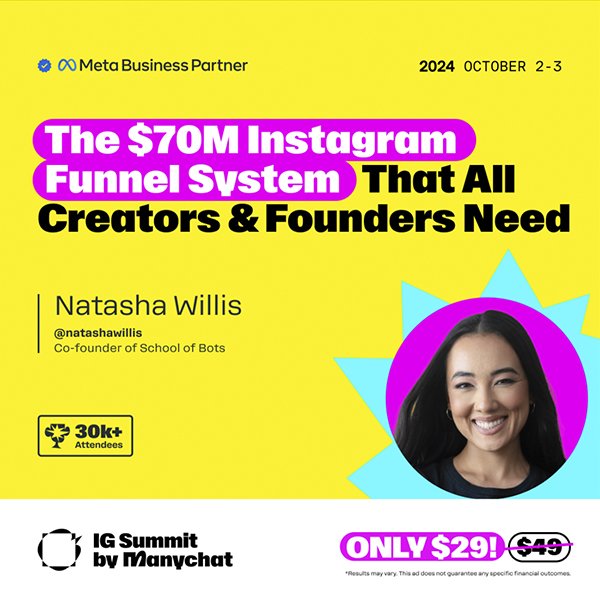 Meta Business Partner
2024 OCTOBER 2-3
The $70M Instagram
Funnel System That All
Creators & Founders Need
Natasha Willis
@natashawillis
Co-founder of School of Bots
30k+
Attendees
IG Summit
by Manychat
ONLY $29! $49
*Results may vary. This ad does not guarantee any specific financial outcomes.